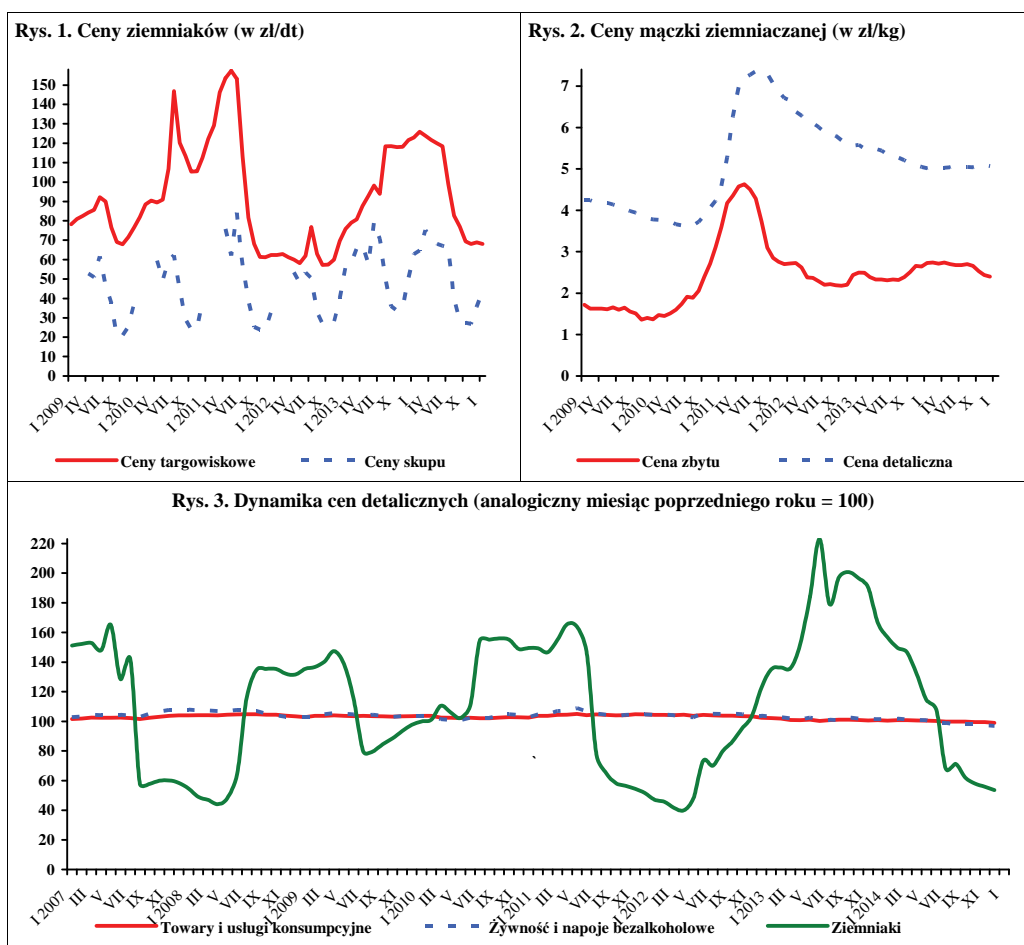 Rys. 1. Ceny ziemniaków (w zł/dt)
150
140
130
120
110
100
90
80
70
60
50
40
30
20
10
0
I 2009
IV
VII
X
I 2010
IV
VII
X
I 2011
IV
VII
X
I 2012
IV
VII
X
I 2013
IV
VII
X
I
IV
VII
X
I
Ceny targowiskowe
Ceny skupu
Rys. 2. Ceny mączki ziemniaczanej (w zł/kg)
7
6
5
4
3
2
1
0
I 2009
IV
VII
X
I 2010
IV
VII
X
I 2011
IV
VII
X
I 2012
IV
VII
X
I 2013
IV
VII
X
I
IV
VII
X
I
Cena zbytu
Cena detaliczna
Rys. 3. Dynamika cen detalicznych (analogiczny miesiąc poprzedniego roku = 100)
220
200
180
160
140
120
100
80
60
40
20
0
I 2007
III
V
VII
IX
XI
I 2008
III
V
VII
IX
XI
I 2009
III
V
VII
IX
XI
I 2010
III
V
VII
IX
XI
I 2011
III
V
VII
IX
XI
I 2012
III
V
VII
IX
XI
I 2013
III
V
VII
IX
XI
I 2014
III
V
VII
IX
XI
I
Towary i usługi konsumpcyjne
Żywność i napoje bezalkoholowe
Ziemniaki